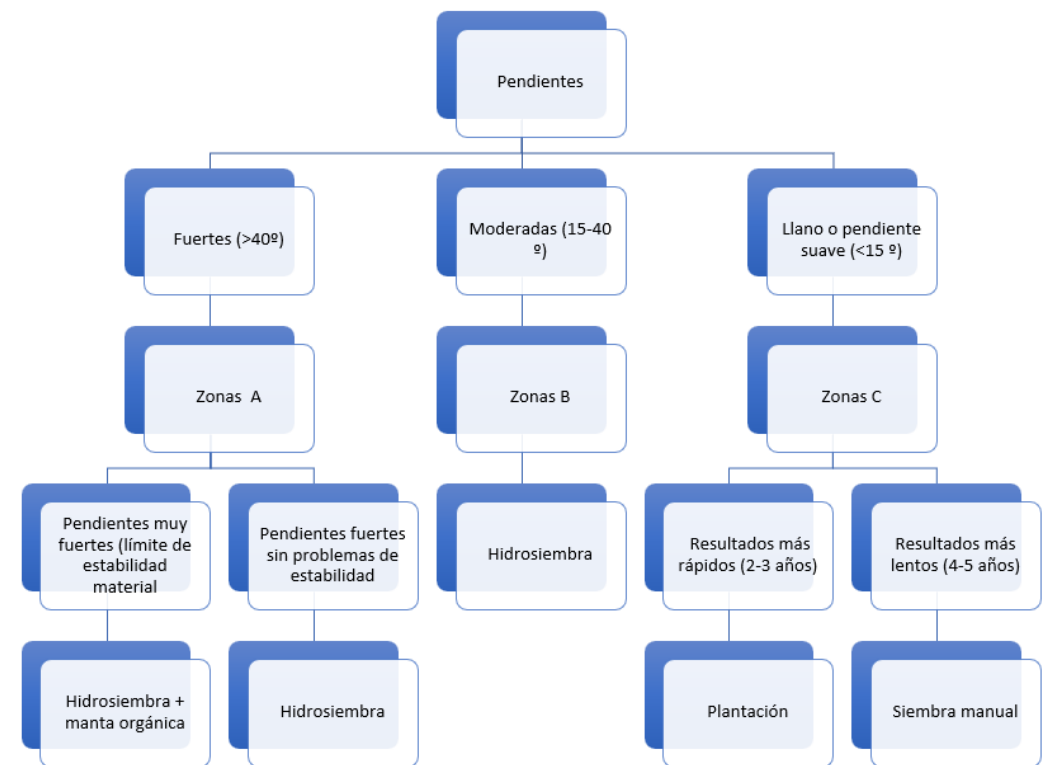 Pendientes
Fuertes (>40º)
Moderadas (15-40
º)
Llano o pendiente
suave (<15 º)
Zonas  A
Zonas B
Zonas C
Pendientes muy
fuertes (límite de
estabilidad
material
Pendientes fuertes
sin problemas de
estabilidad
Hidrosiembra
Resultados más
rápidos (2-3 años)
Resultados más
lentos (4-5 años)
Hidrosiembra +
manta orgánica
Hidrosiembra
Plantación
Siembra manual